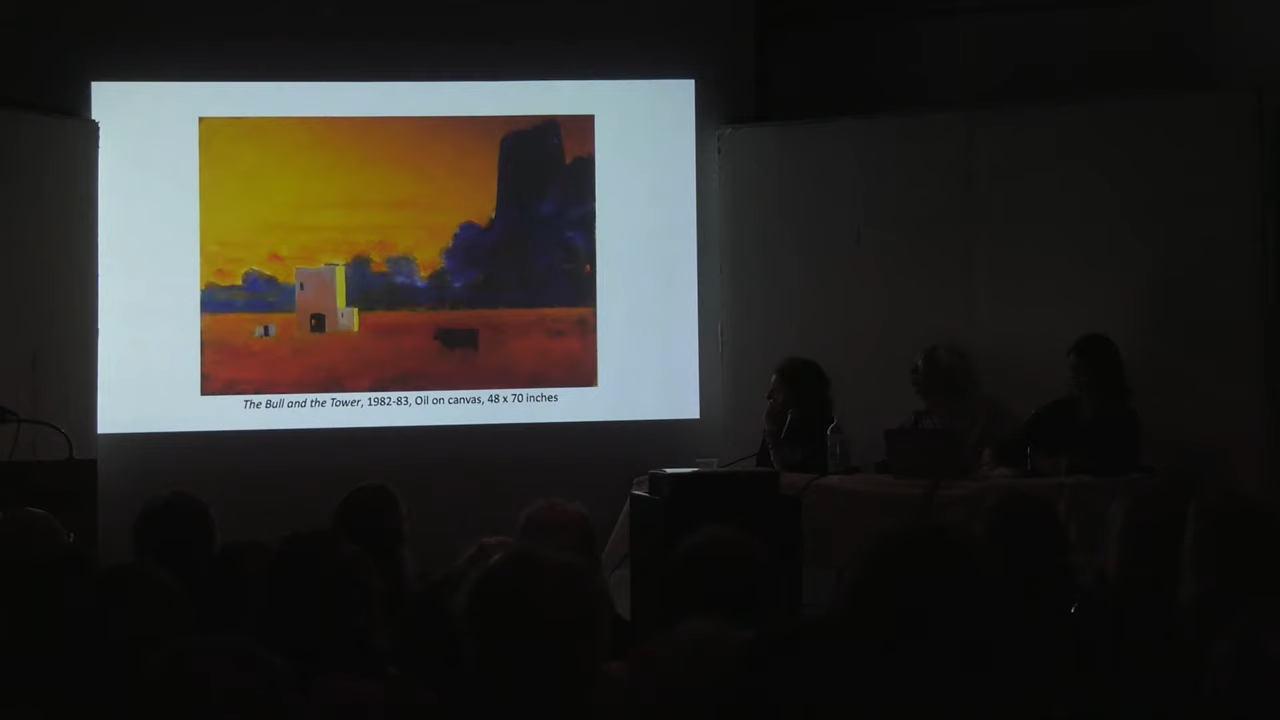 The Bull and the Tower, 1982-83, Oil on canvas, 48 x 70 inches